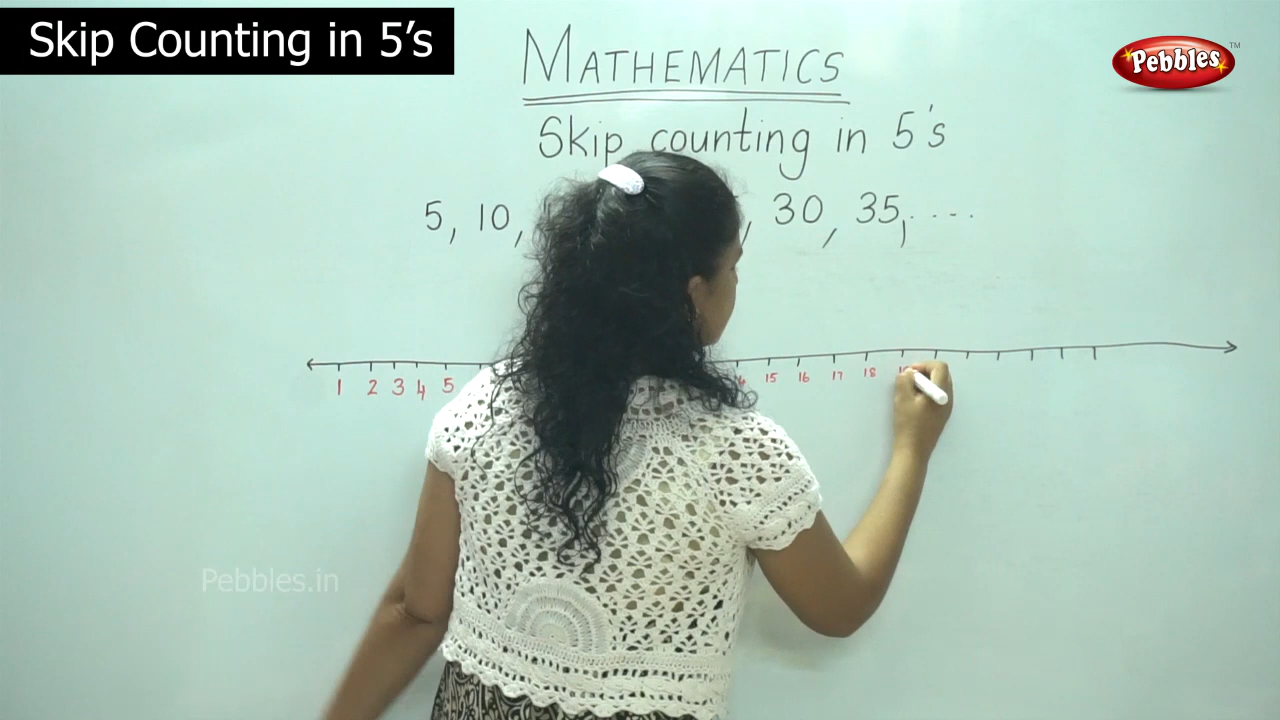 Skip Counting in 5's
Pebbles TM
MATHEMATICS
Skip counting in 5's
5, 10, , 30, 35, ....
1 2 3 4 5 15 16 17 18
Pebbles.in